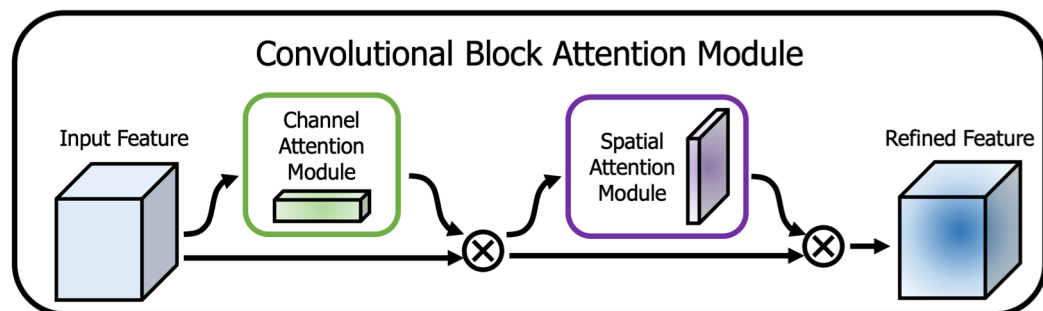 Convolutional Block Attention Module
Input Feature
Channel
Attention
Module
Spatial
Attention
Module
Refined Feature